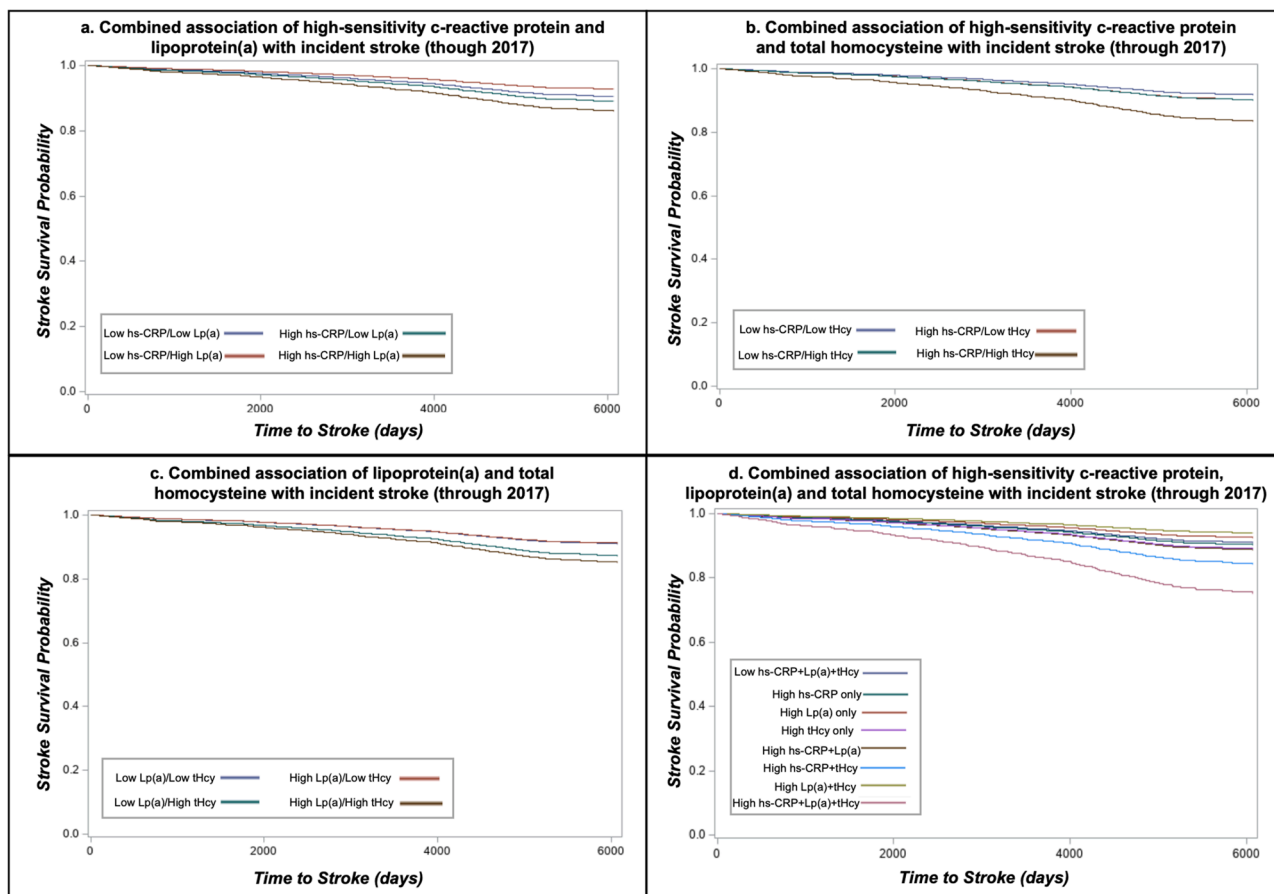 a. Combined association of high-sensitivity c-reactive protein and
lipoprotein(a) with incident stroke (though 2017)
Stroke Survival Probability
1.0
0.8
0.6
0.4
0.2
0.0
Low hs-CRP/Low Lp(a)
High hs-CRP/Low Lp(a)
Low hs-CRP/High Lp(a)
High hs-CRP/High Lp(a)
0
2000
4000
6000
Time to Stroke (days)
b. Combined association of high-sensitivity c-reactive protein
and total homocysteine with incident stroke (through 2017)
Stroke Survival Probability
1.0
0.8
0.6
0.4
0.2
0.0
Low hs-CRP/Low tHcy
High hs-CRP/Low tHcy
Low hs-CRP/High tHcy
High hs-CRP/High tHcy
0
2000
4000
6000
Time to Stroke (days)
c. Combined association of lipoprotein(a) and total
homocysteine with incident stroke (through 2017)
Stroke Survival Probability
1.0
0.8
0.6
0.4
0.2
0.0
Low Lp(a)/Low tHcy
High Lp(a)/Low tHcy
Low Lp(a)/High tHcy
High Lp(a)/High tHcy
0
2000
4000
6000
Time to Stroke (days)
d. Combined association of high-sensitivity c-reactive protein,
lipoprotein(a) and total homocysteine with incident stroke (through 2017)
Stroke Survival Probability
1.0
0.8
0.6
0.4
0.2
0.0
Low hs-CRP+Lp(a)+tHcy
High hs-CRP only
High Lp(a) only
High tHcy only
High hs-CRP+Lp(a)
High hs-CRP+tHcy
High Lp(a)+tHcy
High hs-CRP+Lp(a)+tHcy
0
2000
4000
6000
Time to Stroke (days)